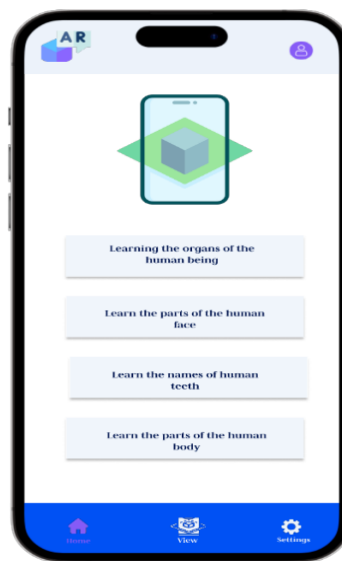 AR
Learning the organs of the
human being
Learn the parts of the human
face
Learn the names of human
teeth
Learn the parts of the human
body
Home
View
Settings